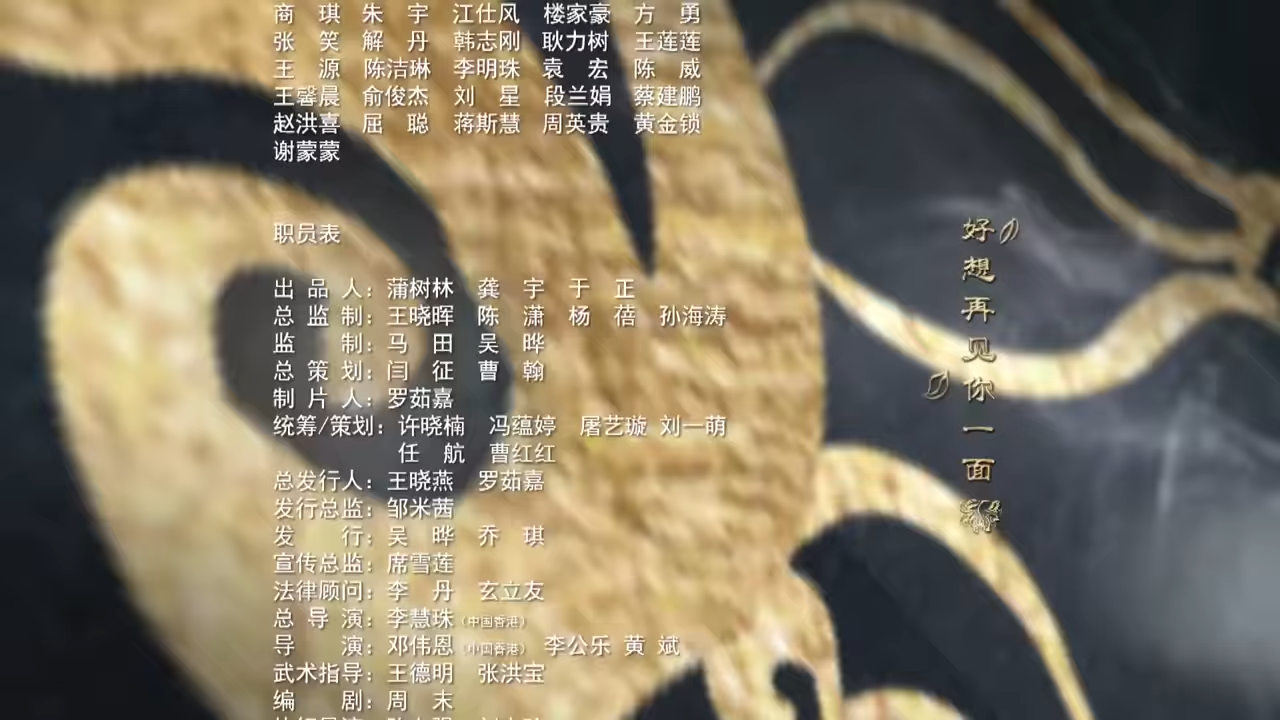 商　琪　朱　宇　江仕风　楼家豪　方　勇
张　笑　解　丹　韩志刚　耿力树　王莲莲
王　源　陈洁琳　李明珠　袁　宏　陈　威
王馨晨　俞俊杰　刘　星　段兰娟　蔡建鹏
赵洪喜　屈　聪　蒋斯慧　周英贵　黄金锁
谢蒙蒙
职员表
出 品 人：蒲树林　龚　宇　于　正
总 监 制：王晓晖　陈　潇　杨　蓓　孙海涛
监　　制：马　田　吴　晔
总 策 划：闫　征　曹　翰
制 片 人：罗茹嘉
统筹/策划：许晓楠　冯蕴婷　屠艺璇 刘一萌
任　航　曹红红
总发行人：王晓燕　罗茹嘉
发行总监：邹米茜
发　　行：吴　晔　乔　琪
宣传总监：席雪莲
法律顾问：李　丹　玄立友
总 导 演：李慧珠（中国香港）
导　　演：邓伟恩（中国香港） 李公乐 黄 斌
武术指导：王德明　张洪宝
编　　剧：周　末
好想再见你一面